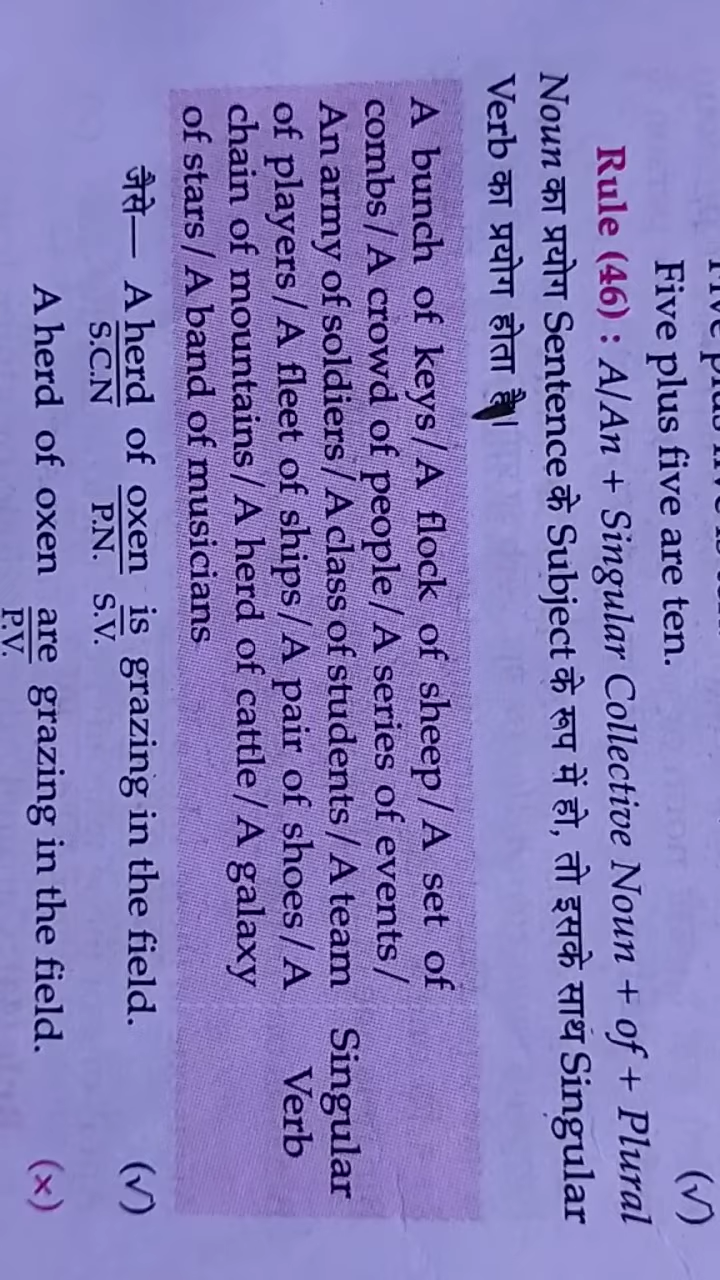 Five plus five are ten. (√)
Rule (46) : A/An + Singular Collective Noun + of + Plural
Noun का प्रयोग Sentence के Subject के रूप में हो, तो इसके साथ Singular
Verb का प्रयोग होता है।
A bunch of keys/A flock of sheep/A set of
combs/A crowd of people/A series of events/
An army of soldiers/A class of students/A team
of players/A fleet of ships/A pair of shoes/A
chain of mountains/A herd of cattle/A galaxy
of stars/A band of musicians
Singular
Verb
जैसे— A herd of oxen is grazing in the field. (√)
S.C.N P.N. S.V.
A herd of oxen are grazing in the field. (×)
P.V.